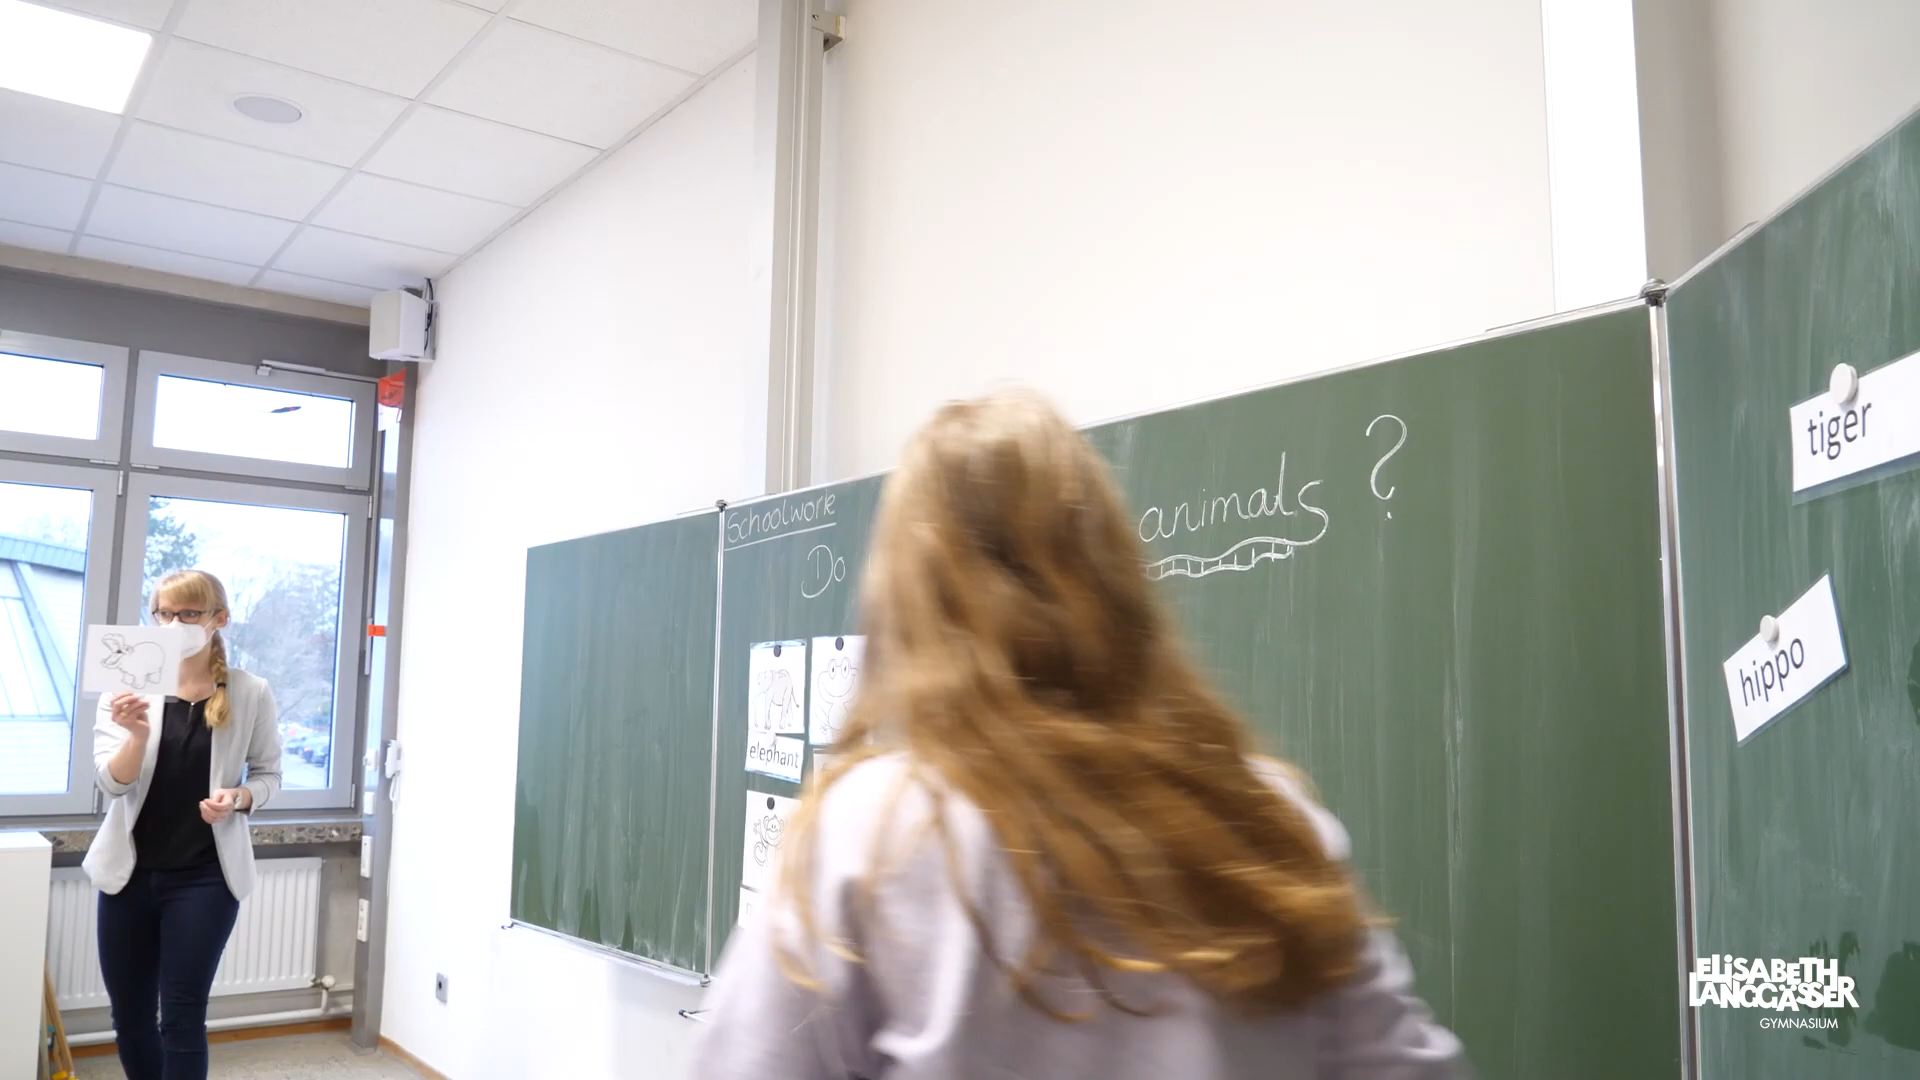 Schoolwork
Do
animals ?
elephant
tiger
hippo
ELiSABETH
LANGGÄSSER
GYMNASIUM